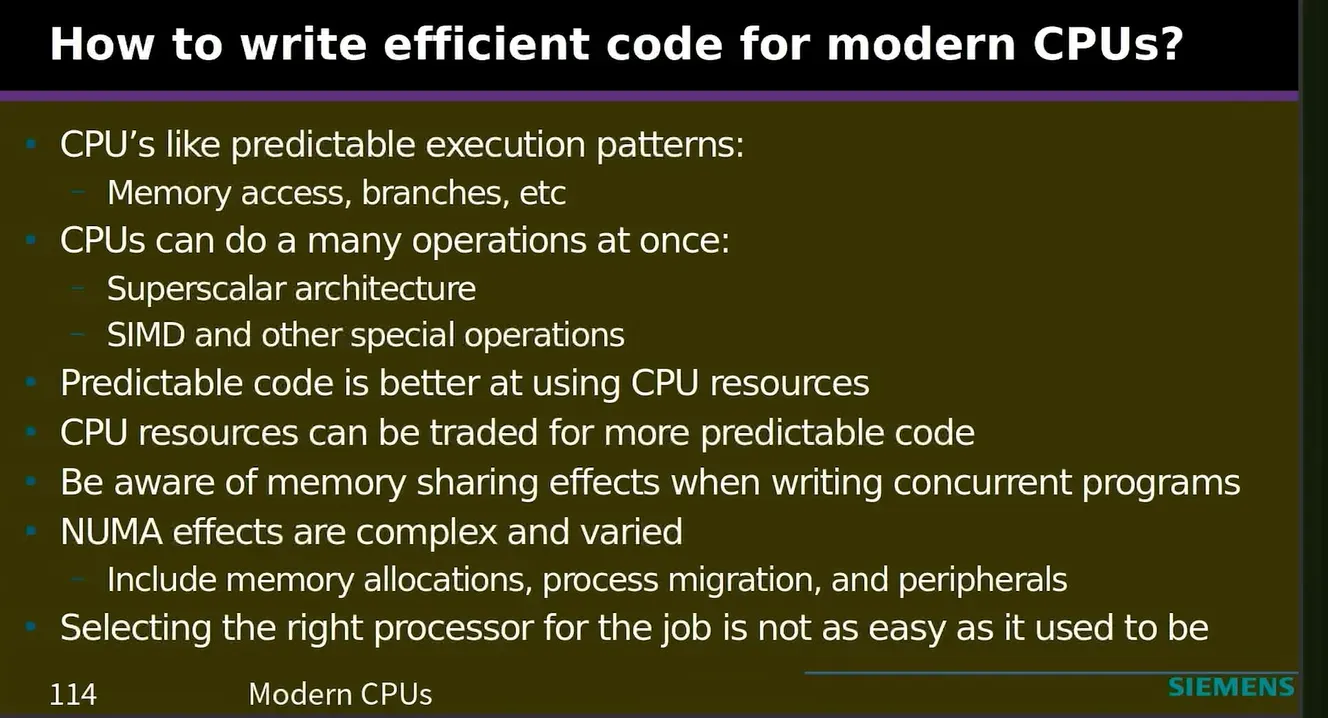 How to write efficient code for modern CPUs?
CPU’s like predictable execution patterns:
Memory access, branches, etc
CPUs can do a many operations at once:
Superscalar architecture
SIMD and other special operations
Predictable code is better at using CPU resources
CPU resources can be traded for more predictable code
Be aware of memory sharing effects when writing concurrent programs
NUMA effects are complex and varied
Include memory allocations, process migration, and peripherals
Selecting the right processor for the job is not as easy as it used to be
114 Modern CPUs SIEMENS